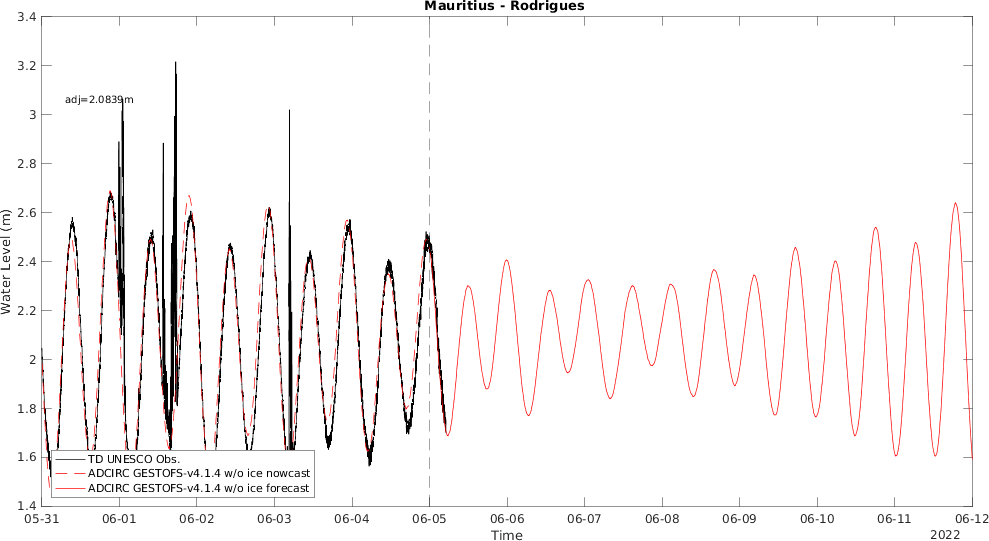 Mauritius - Rodrigues
3.4
3.2
3
2.8
2.6
2.4
2.2
2
1.8
1.6
1.4
Water Level (m)
adj=2.0839m
TD UNESCO Obs.
ADCIRC GESTOFS-v4.1.4 w/o ice nowcast
ADCIRC GESTOFS-v4.1.4 w/o ice forecast
05-31 06-01 06-02 06-03 06-04 06-05 06-06 06-07 06-08 06-09 06-10 06-11 06-12
Time
2022